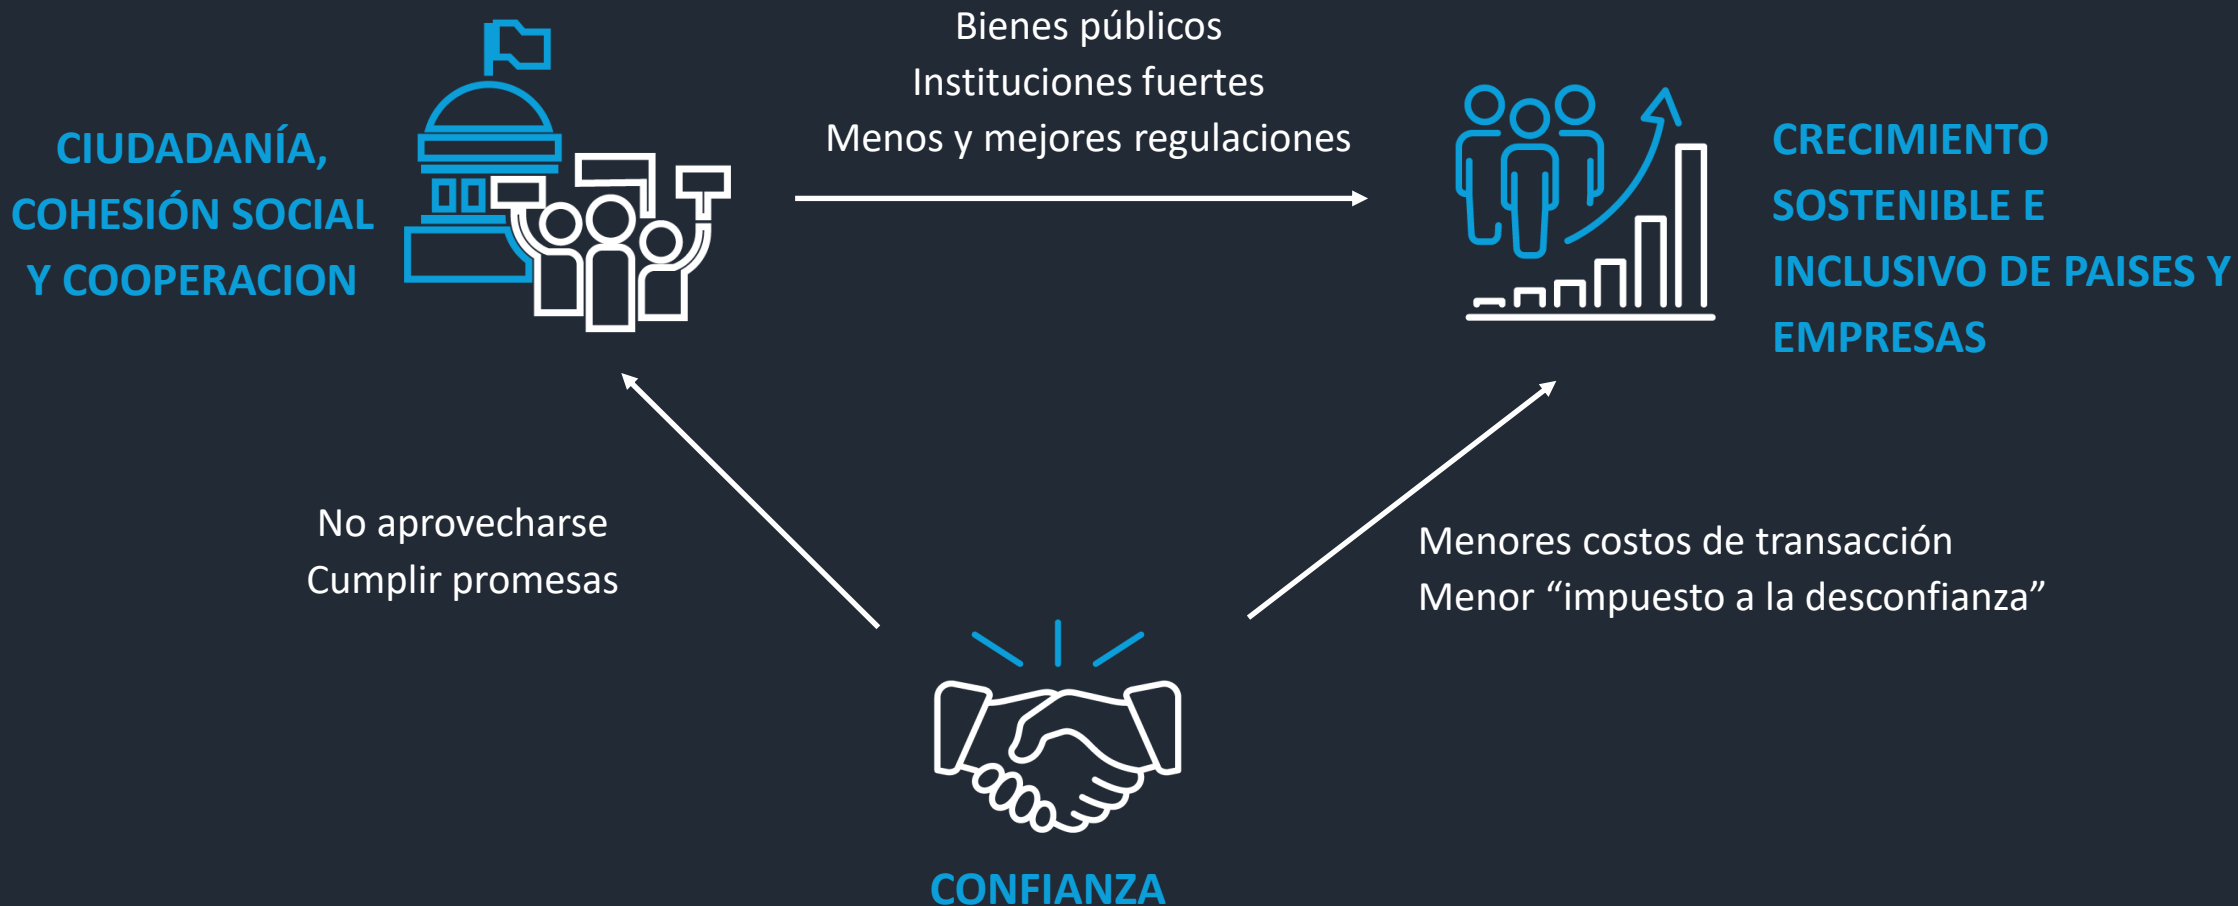 Bienes públicos
Instituciones fuertes
Menos y mejores regulaciones
CIUDADANÍA,
COHESIÓN SOCIAL
Y COOPERACION
CRECIMIENTO
SOSTENIBLE E
INCLUSIVO DE PAISES Y
EMPRESAS
No aprovecharse
Cumplir promesas
Menores costos de transacción
Menor “impuesto a la desconfianza”
CONFIANZA